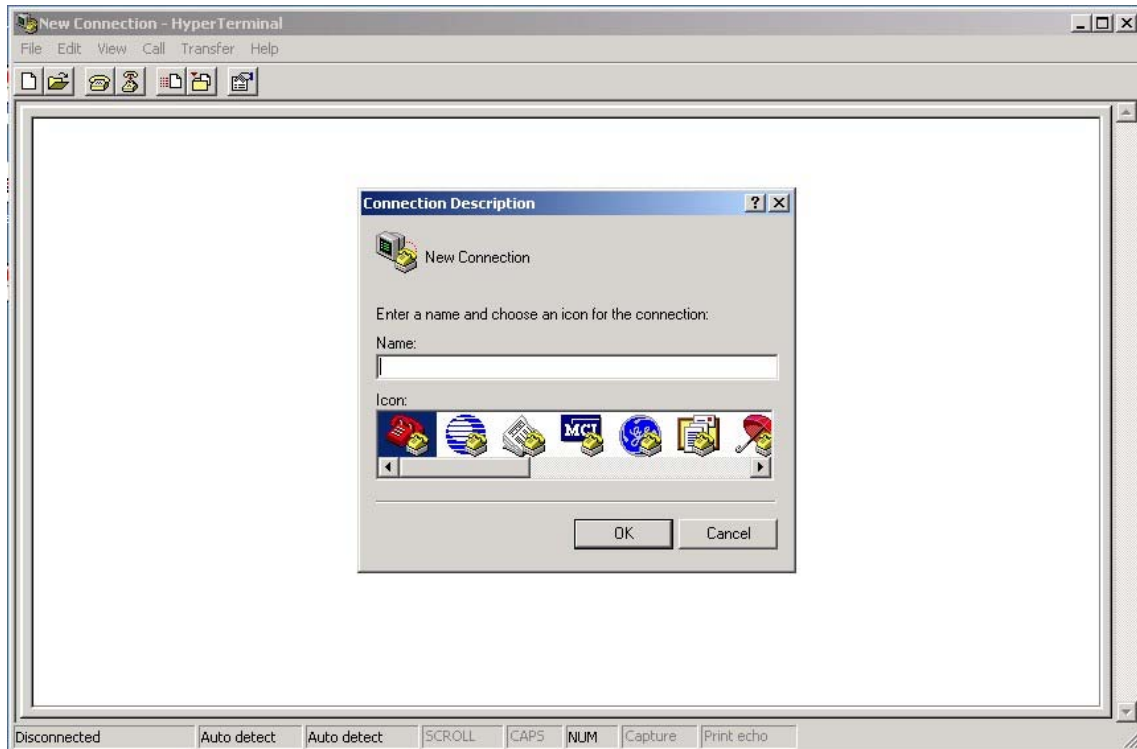 New Connection - HyperTerminal
File Edit View Call Transfer Help
Connection Description
New Connection
Enter a name and choose an icon for the connection:
Name:
Icon:
MCI
OK Cancel
Disconnected Auto detect Auto detect SCROLL CAPS NUM Capture Print echo